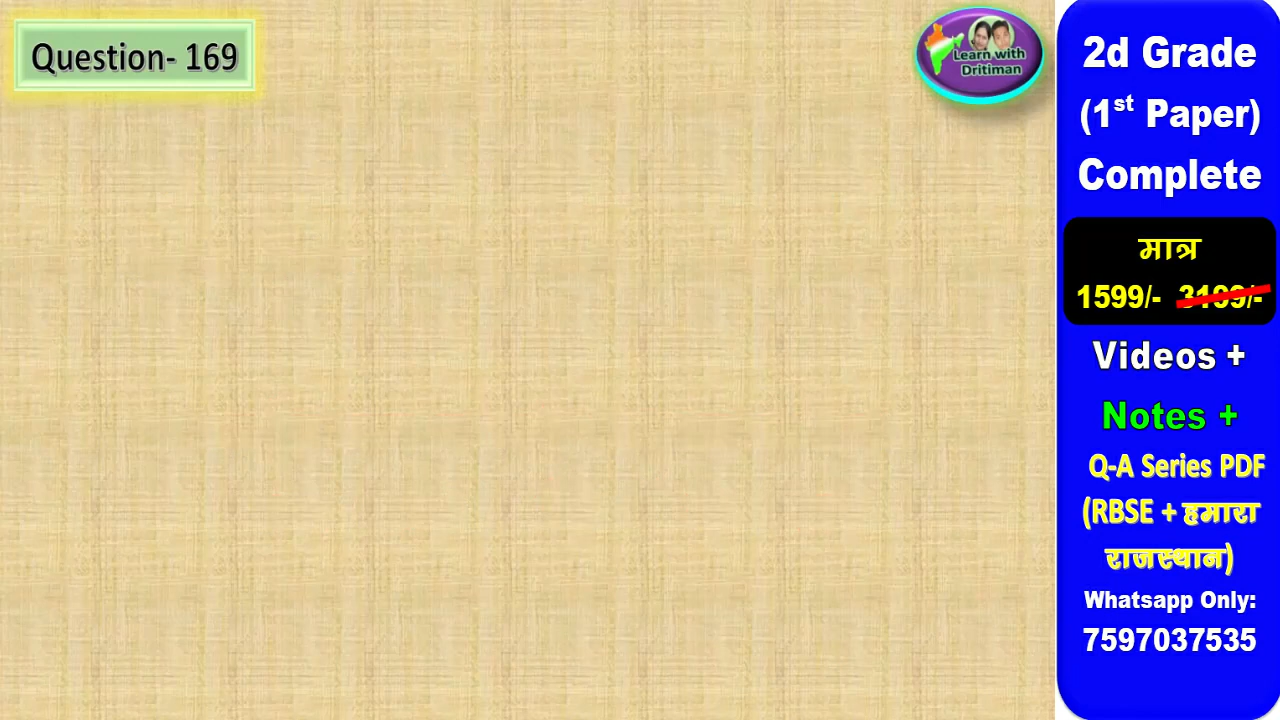 Question- 169
Learn with
Dritiman
2d Grade
(1st Paper)
Complete
मात्र
1599/- 3199/-
Videos +
Notes +
Q-A Series PDF
(RBSE + हमारा
राजस्थान)
Whatsapp Only:
7597037535